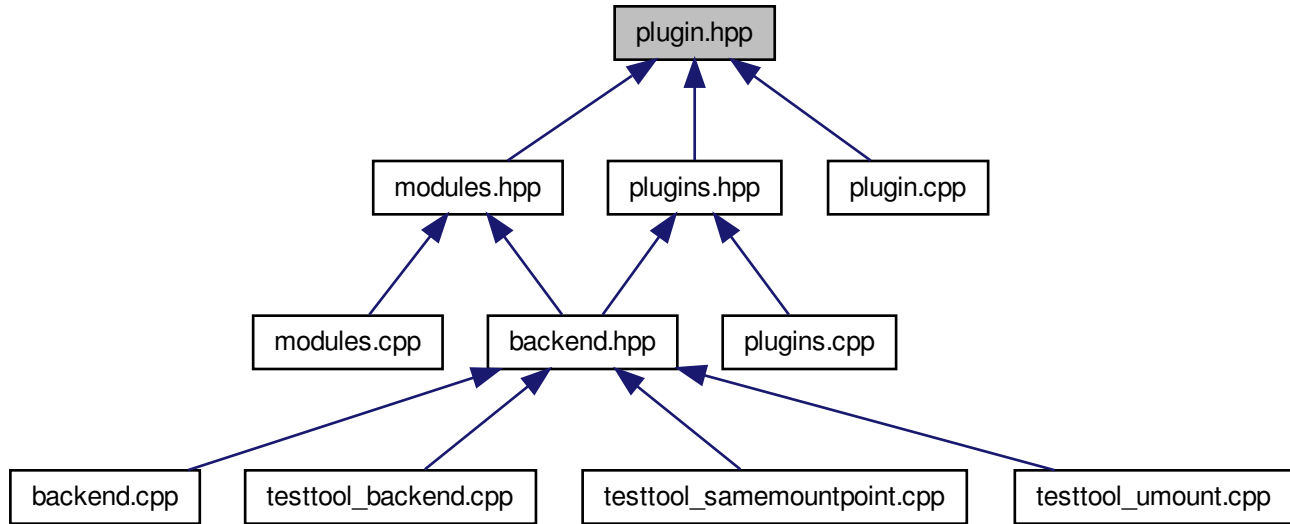 plugin.hpp
modules.hpp
plugins.hpp
plugin.cpp
modules.cpp
backend.hpp
plugins.cpp
backend.cpp
testtool_backend.cpp
testtool_samemountpoint.cpp
testtool_umount.cpp